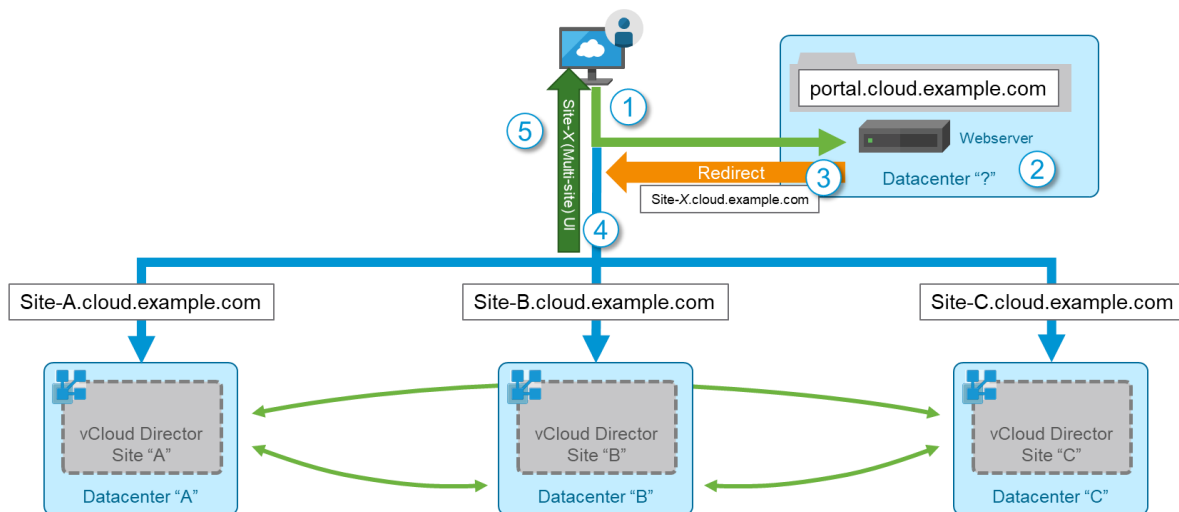 1
portal.cloud.example.com
Webserver
5
Site-X (Multi-site) UI
Redirect
3
2
Datacenter “?”
Site-X.cloud.example.com
4
Site-A.cloud.example.com
Site-B.cloud.example.com
Site-C.cloud.example.com
vCloud Director
Site “A”
Datacenter “A”
vCloud Director
Site “B”
Datacenter “B”
vCloud Director
Site “C”
Datacenter “C”